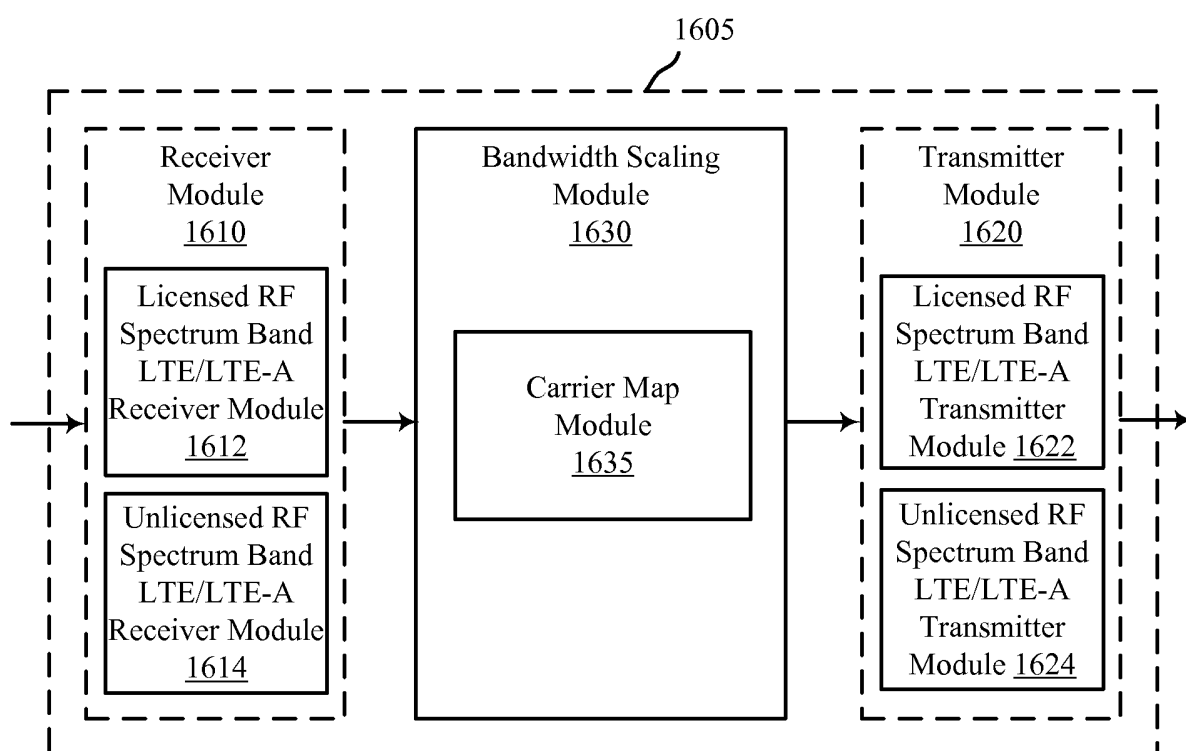 1605
Receiver
Module
1610
Licensed RF
Spectrum Band
LTE/LTE-A
Receiver Module
1612
Unlicensed RF
Spectrum Band
LTE/LTE-A
Receiver Module
1614
Bandwidth Scaling
Module
1630
Carrier Map
Module
1635
Transmitter
Module
1620
Licensed RF
Spectrum Band
LTE/LTE-A
Transmitter
Module 1622
Unlicensed RF
Spectrum Band
LTE/LTE-A
Transmitter
Module 1624